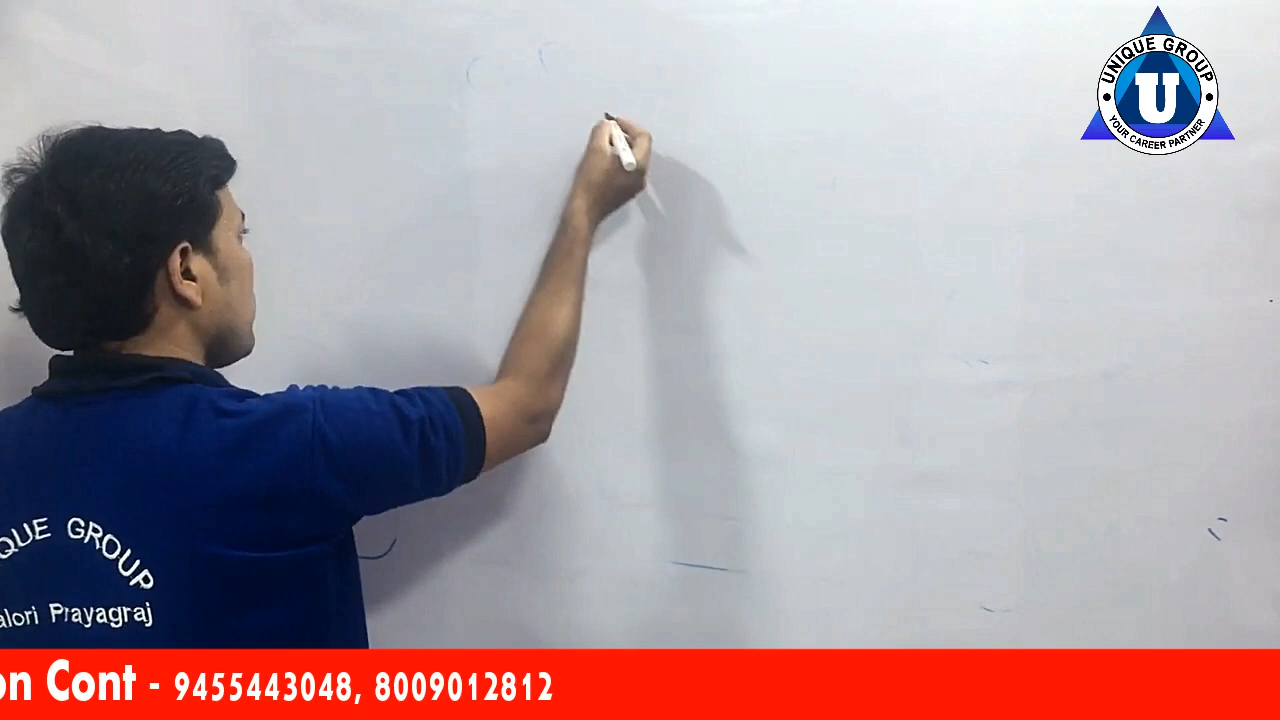 UNIQUE GROUP
U
YOUR CAREER PARTNER
QUE GROUP
alori Prayagraj
on Cont - 9455443048, 8009012812